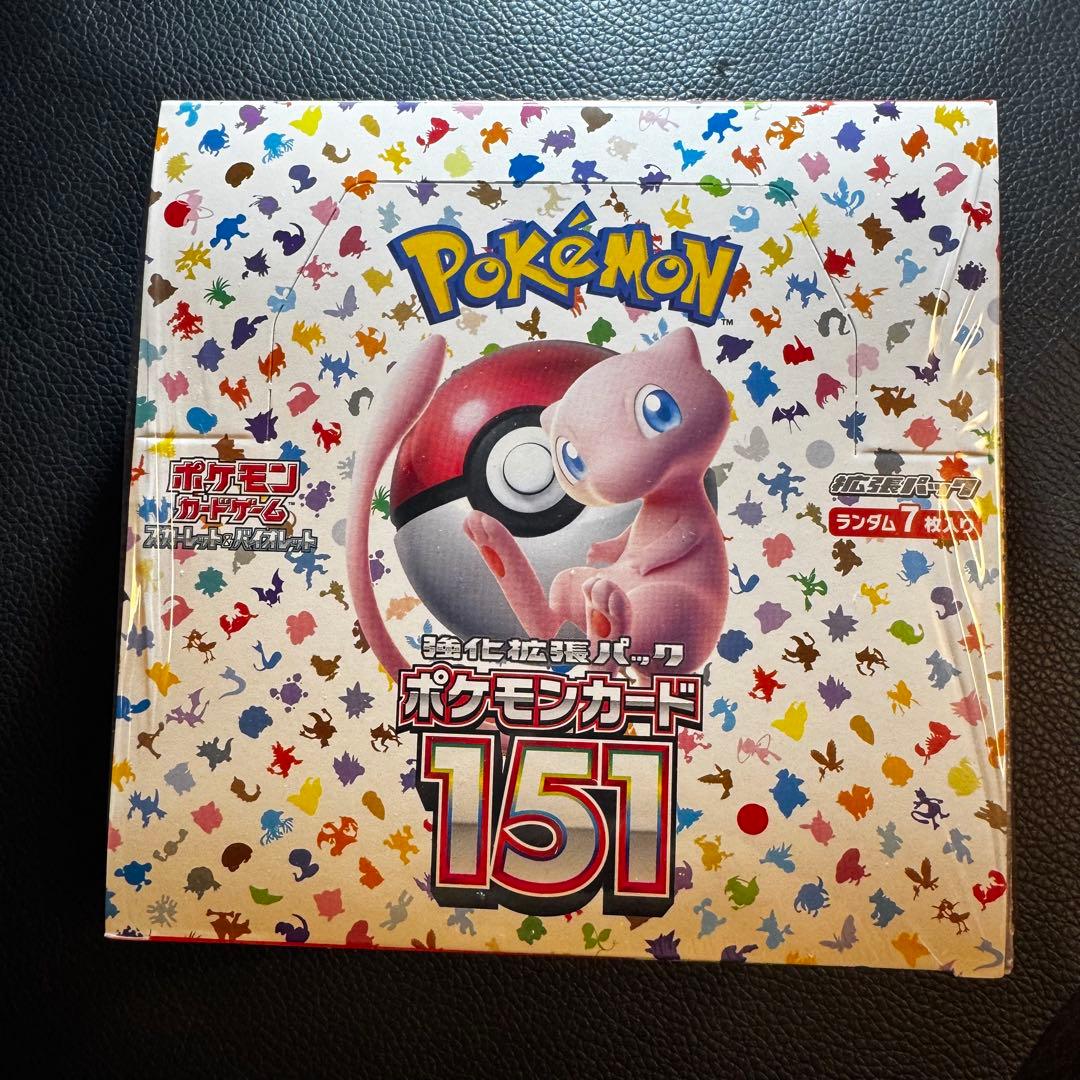 POKéMON
TM
ポケモン
カードゲーム
スカーレット&バイオレット
拡張パック
ランダム7枚入り
強化拡張パック
ポケモンカード
151